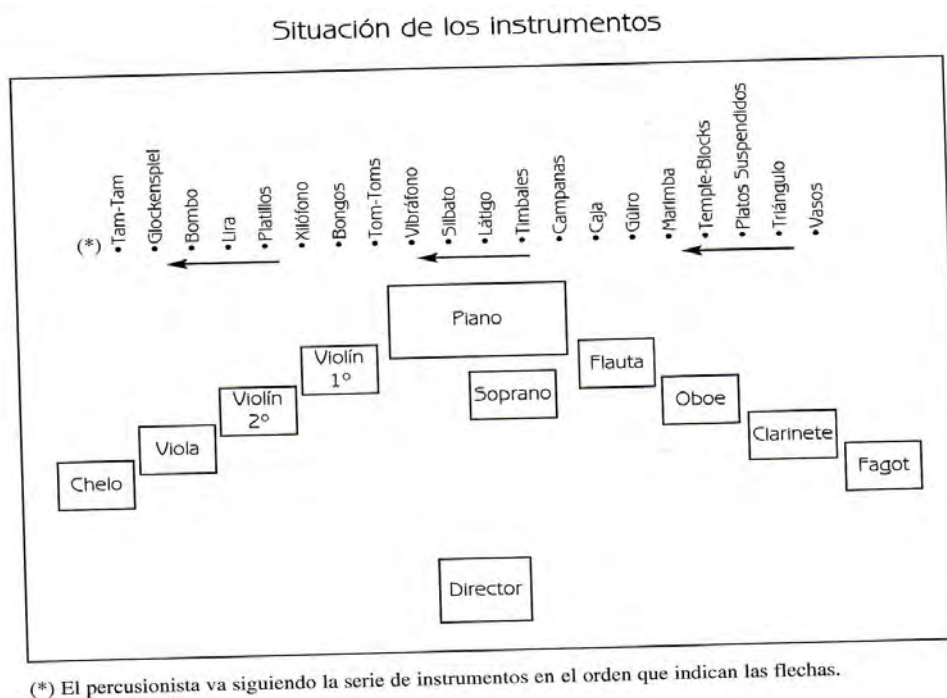 Situación de los instrumentos
(*)
•Tam-Tam
•Glockenspiel
•Bombo
•Lira
•Platillos
•Xilófono
•Bongos
•Tom-Toms
•Vibráfono
•Silbato
•Látigo
•Timbales
•Campanas
•Caja
•Güiro
•Marimba
•Temple-Blocks
•Platos Suspendidos
•Triángulo
•Vasos
Piano
Violín
1º
Flauta
Soprano
Violín
2º
Oboe
Viola
Clarinete
Chelo
Fagot
Director
(*) El percusionista va siguiendo la serie de instrumentos en el orden que indican las flechas.